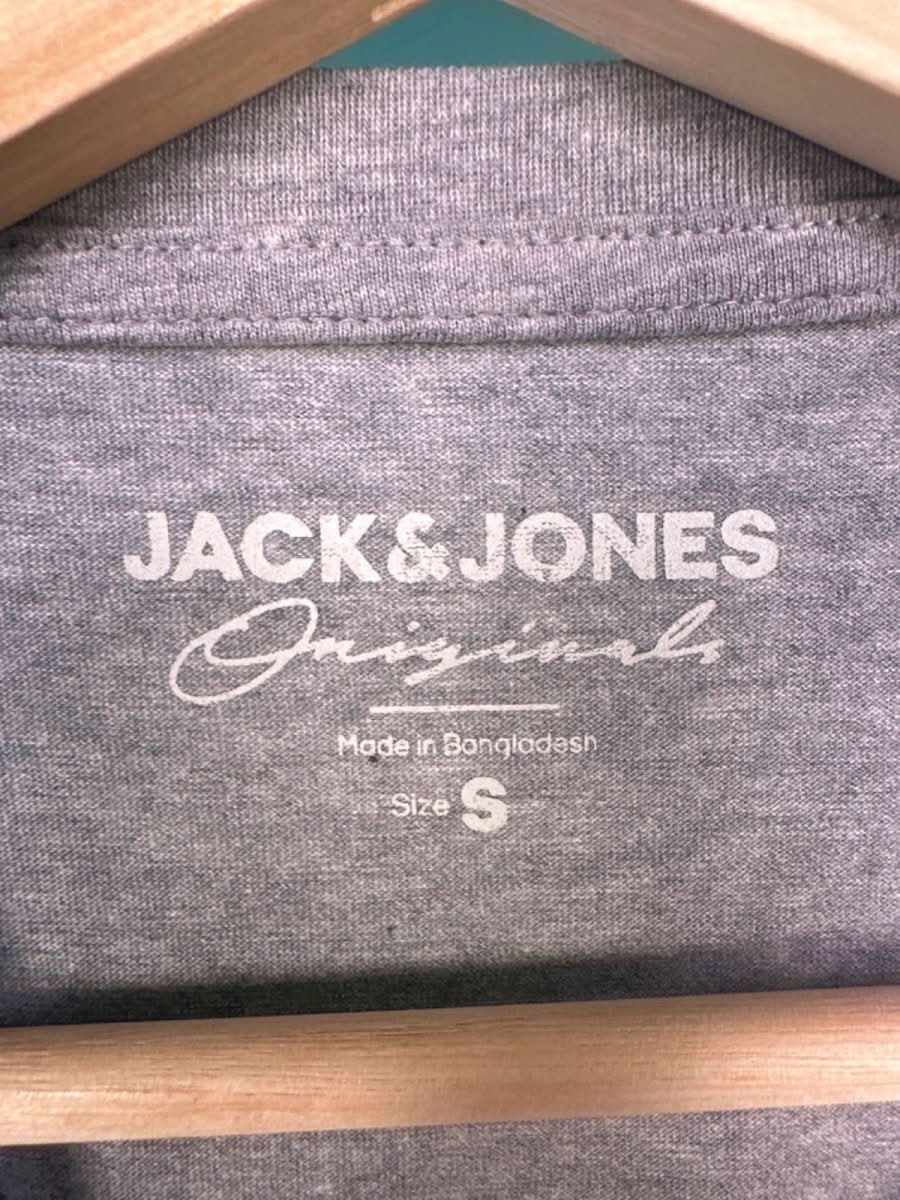 JACK&JONES
Originals
Made in Bangladesh
Size S